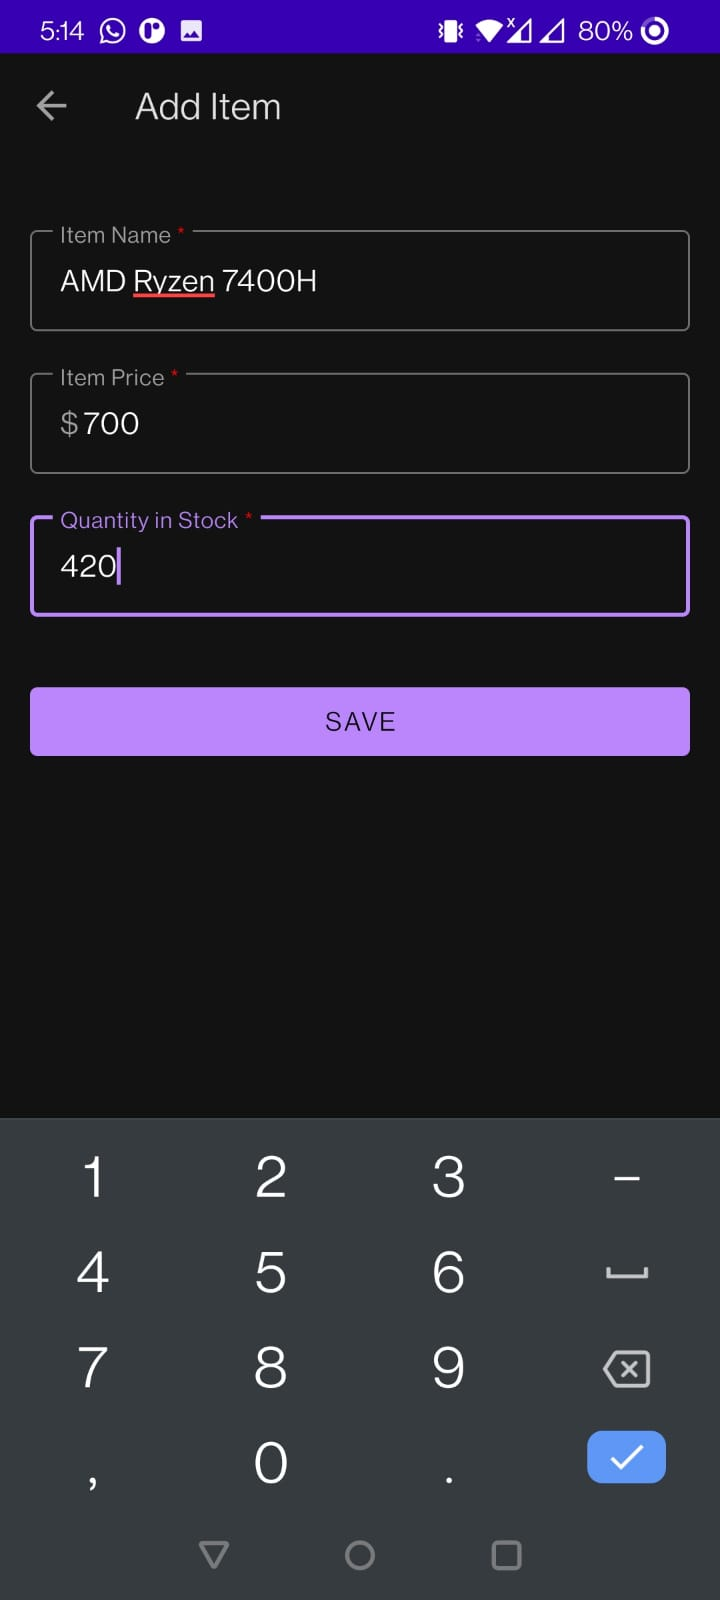 5:14 80%
Add Item
Item Name *
AMD Ryzen 7400H
Item Price *
$700
Quantity in Stock *
420
SAVE
1 2 3 –
4 5 6
7 8 9
, 0 .